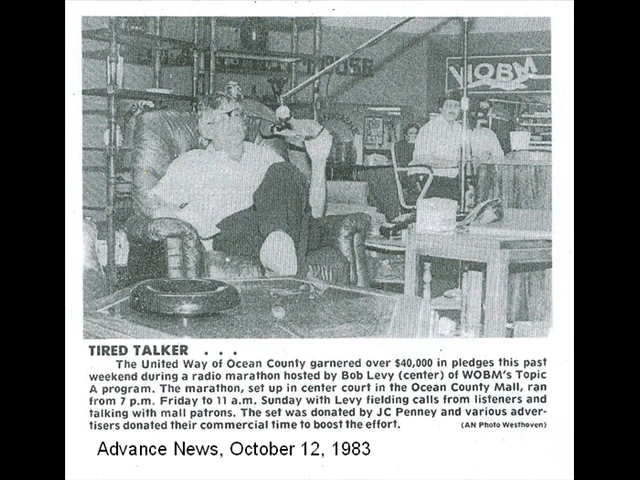 WOBM
TIRED TALKER . . .
The United Way of Ocean County garnered over $40,000 in pledges this past
weekend during a radio marathon hosted by Bob Levy (center) of WOBM's Topic
A program. The marathon, set up in center court in the Ocean County Mall, ran
from 7 p.m. Friday to 11 a.m. Sunday with Levy fielding calls from listeners and
talking with mall patrons. The set was donated by JC Penney and various adver-
tisers donated their commercial time to boost the effort. (AN Photo Westhoven)
Advance News, October 12, 1983